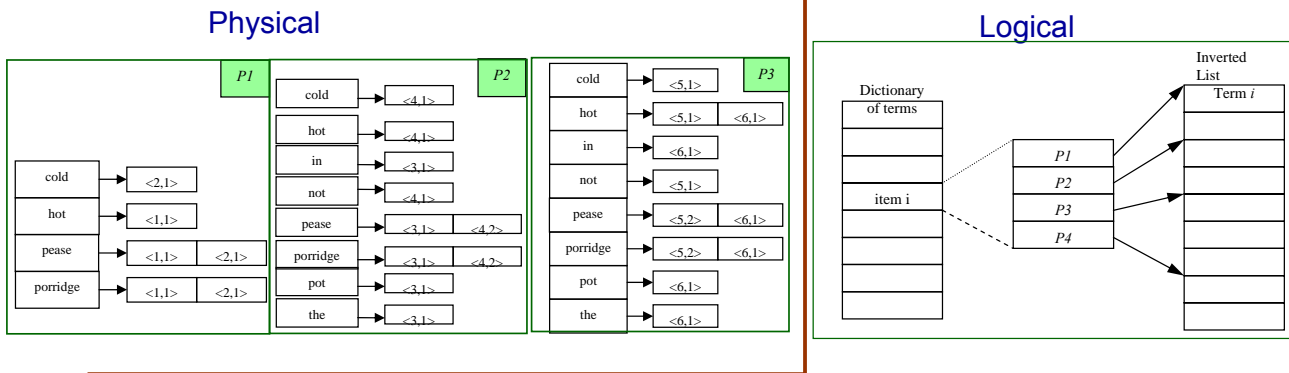 Physical
P1
cold <2,1>
hot <1,1>
pease <1,1> <2,1>
porridge <1,1> <2,1>
P2
cold <4,1>
hot <4,1>
in <3,1>
not <4,1>
pease <3,1> <4,2>
porridge <3,1> <4,2>
pot <3,1>
the <3,1>
P3
cold <5,1>
hot <5,1> <6,1>
in <6,1>
not <5,1>
pease <5,2> <6,1>
porridge <5,2> <6,1>
pot <6,1>
the <6,1>
Logical
Dictionary
of terms
item i
P1
P2
P3
P4
Inverted
List
Term i